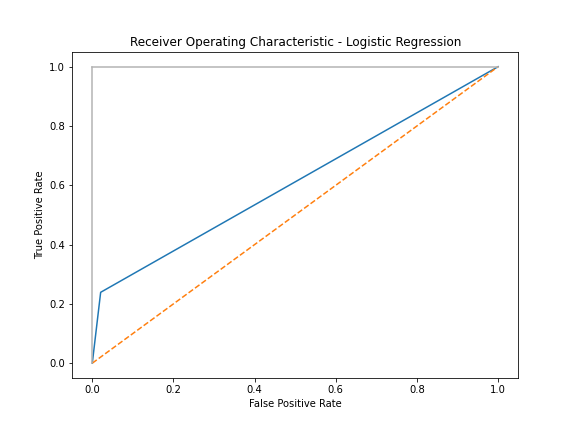 Receiver Operating Characteristic - Logistic Regression
1.0
0.8
0.6
0.4
0.2
0.0
True Positive Rate
0.0 0.2 0.4 0.6 0.8 1.0
False Positive Rate